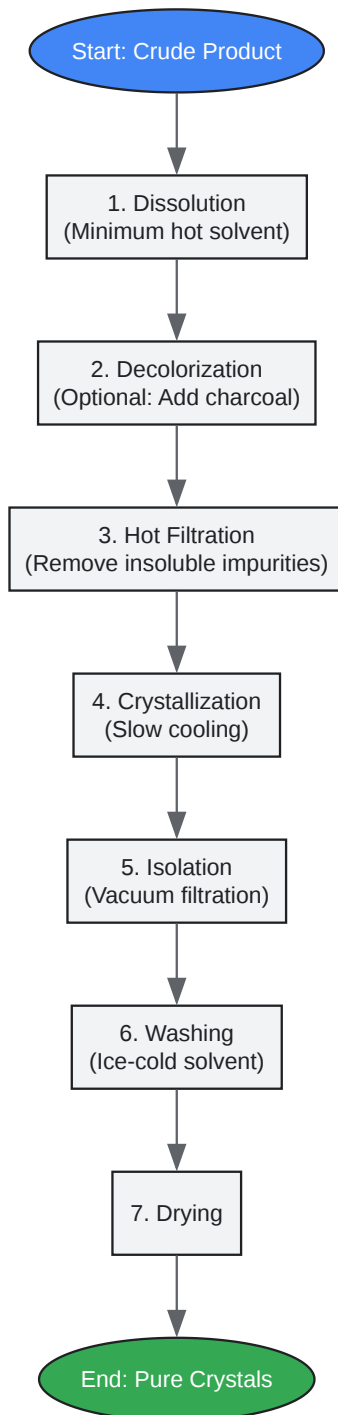 Start: Crude Product
1. Dissolution
(Minimum hot solvent)
2. Decolorization
(Optional: Add charcoal)
3. Hot Filtration
(Remove insoluble impurities)
4. Crystallization
(Slow cooling)
5. Isolation
(Vacuum filtration)
6. Washing
(Ice-cold solvent)
7. Drying
End: Pure Crystals